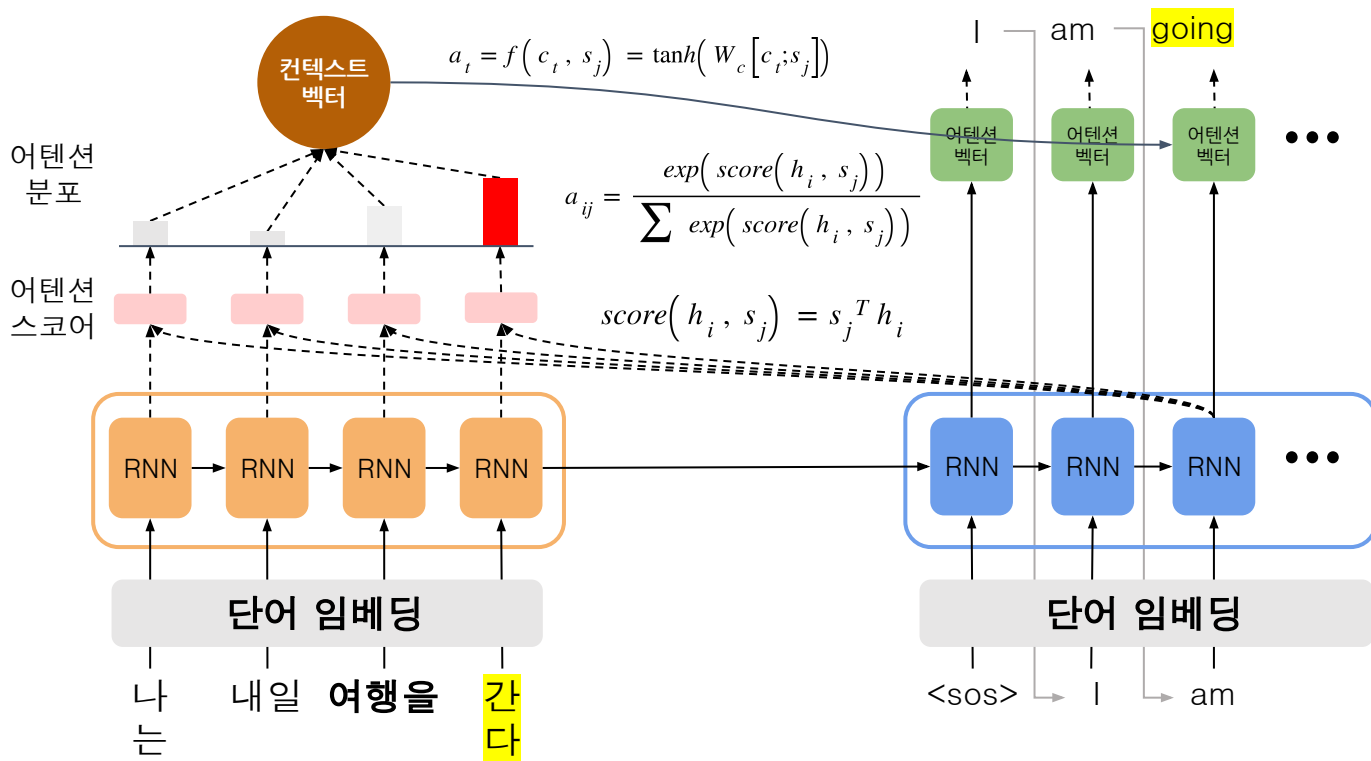 I am going
컨텍스트
벡터
a_t = f(c_t, s_j) = tanh(W_c[c_t;s_j])
어텐션
분포
어텐션
벡터
어텐션
벡터
어텐션
벡터
•••
a_ij = exp(score(h_i, s_j)) / ∑ exp(score(h_i, s_j))
어텐션
스코어
score(h_i, s_j) = s_j^T h_i
RNN RNN RNN RNN
RNN RNN RNN •••
단어 임베딩
단어 임베딩
나
는
내일
여행을
간
다
<sos> I am